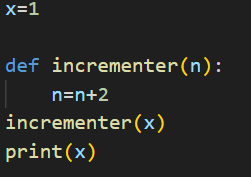 x=1
def incrementer(n):
    n=n+2
incrementer(x)
print(x)